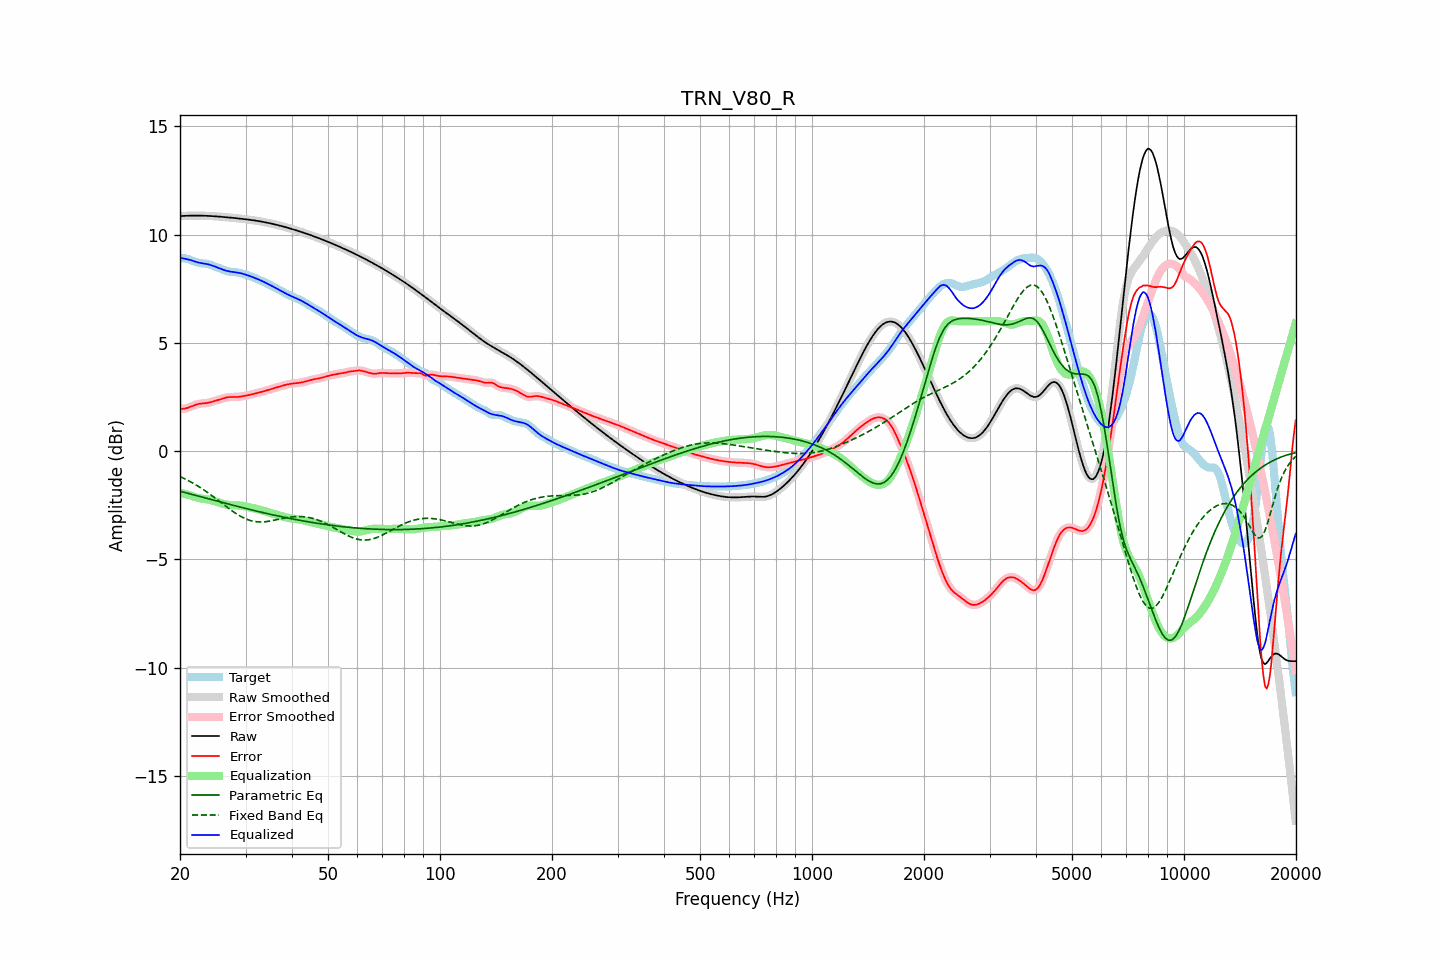 TRN_V80_R
Amplitude (dBr)
15
10
5
0
−5
−10
−15
Target
Raw Smoothed
Error Smoothed
Raw
Error
Equalization
Parametric Eq
Fixed Band Eq
Equalized
20 50 100 200 500 1000 2000 5000 10000 20000
Frequency (Hz)